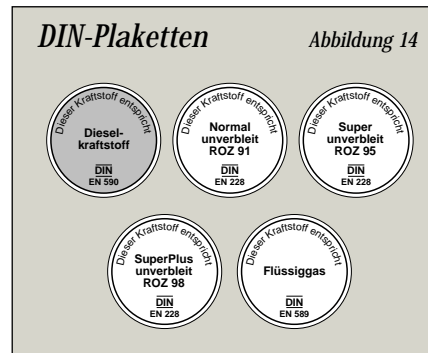 DIN-Plaketten
Abbildung 14
Dieser Kraftstoff entspricht
Diesel-
kraftstoff
DIN
EN 590
Dieser Kraftstoff entspricht
Normal
unverbleit
ROZ 91
DIN
EN 228
Dieser Kraftstoff entspricht
Super
unverbleit
ROZ 95
DIN
EN 228
Dieser Kraftstoff entspricht
SuperPlus
unverbleit
ROZ 98
DIN
EN 228
Dieser Kraftstoff entspricht
Flüssiggas
DIN
EN 589